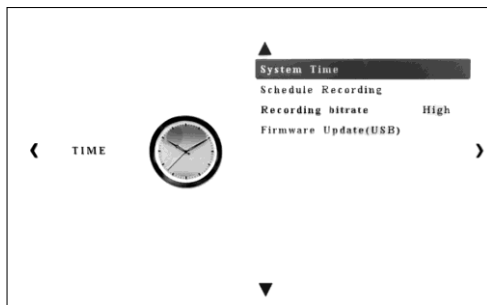 TIME
System Time
Schedule Recording
Recording bitrate High
Firmware Update(USB)